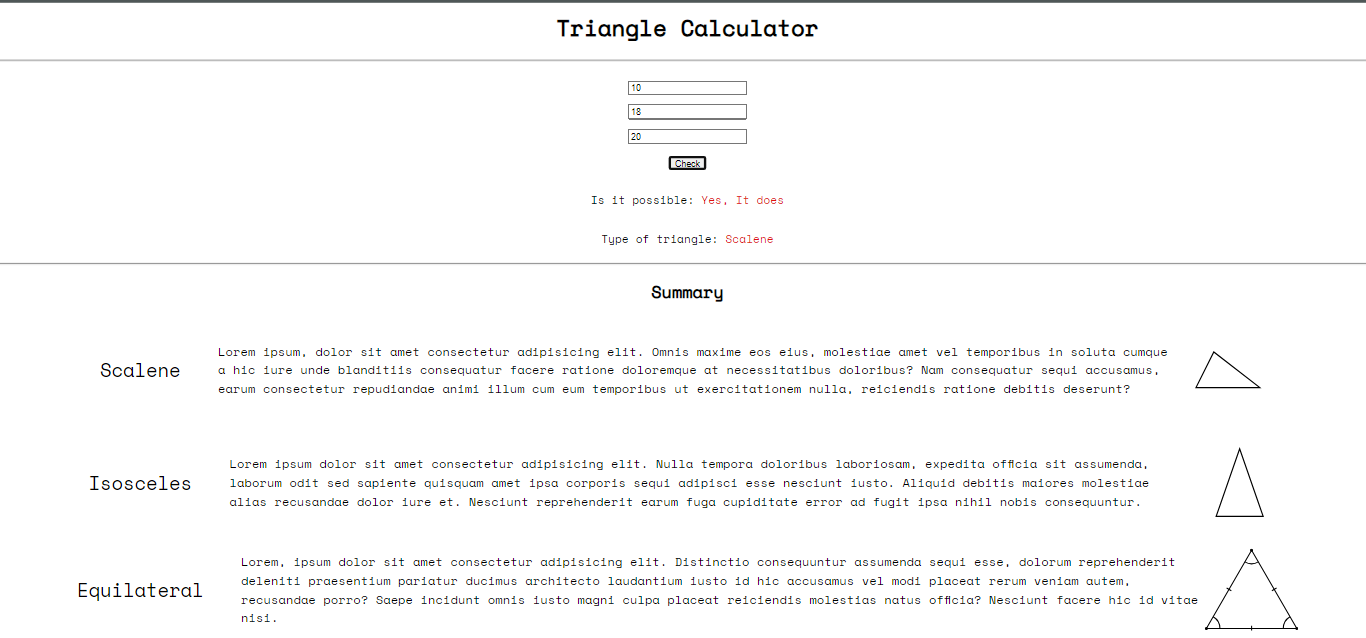 Triangle Calculator
10
18
20
Check
Is it possible: Yes, It does
Type of triangle: Scalene
Summary
Scalene
Lorem ipsum, dolor sit amet consectetur adipisicing elit. Omnis maxime eos eius, molestiae amet vel temporibus in soluta cumque
a hic iure unde blanditiis consequatur facere ratione doloremque at necessitatibus doloribus? Nam consequatur sequi accusamus,
earum consectetur repudiandae animi illum cum eum temporibus ut exercitationem nulla, reiciendis ratione debitis deserunt?
Isosceles
Lorem ipsum dolor sit amet consectetur adipisicing elit. Nulla tempora doloribus laboriosam, expedita officia sit assumenda,
laborum odit sed sapiente quisquam amet ipsa corporis sequi adipisci esse nesciunt iusto. Aliquid debitis maiores molestiae
alias recusandae dolor iure et. Nesciunt reprehenderit earum fuga cupiditate error ad fugit ipsa nihil nobis consequuntur.
Equilateral
Lorem, ipsum dolor sit amet consectetur adipisicing elit. Distinctio consequuntur assumenda sequi esse, dolorum reprehenderit
deleniti praesentium pariatur ducimus architecto laudantium iusto id hic accusamus vel modi placeat rerum veniam autem,
recusandae porro? Saepe incidunt omnis iusto magni culpa placeat reiciendis molestias natus officia? Nesciunt facere hic id vitae
nisi.